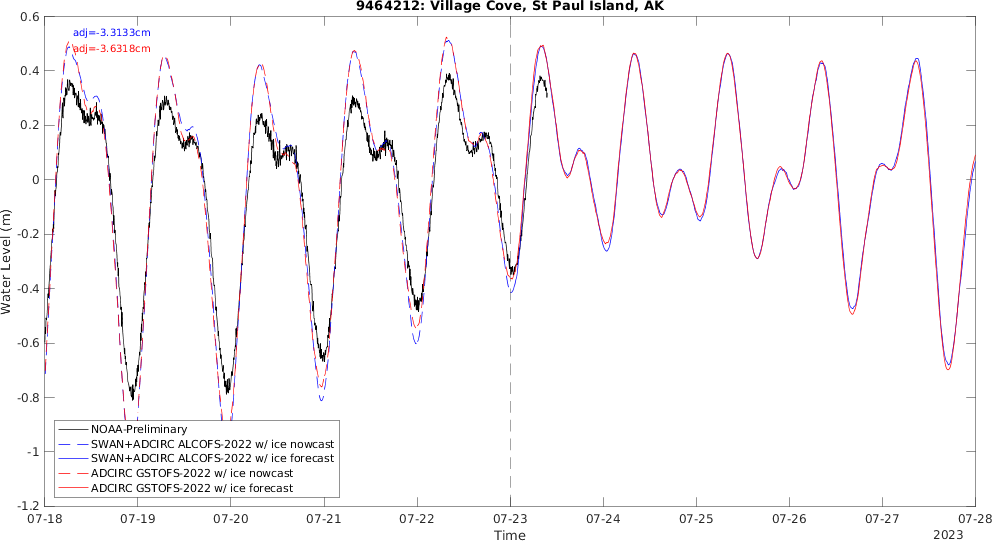 9464212: Village Cove, St Paul Island, AK
adj=-3.3133cm
adj=-3.6318cm
Water Level (m)
0.6
0.4
0.2
0
-0.2
-0.4
-0.6
-0.8
-1
-1.2
NOAA-Preliminary
SWAN+ADCIRC ALCOFS-2022 w/ ice nowcast
SWAN+ADCIRC ALCOFS-2022 w/ ice forecast
ADCIRC GSTOFS-2022 w/ ice nowcast
ADCIRC GSTOFS-2022 w/ ice forecast
07-18 07-19 07-20 07-21 07-22 07-23 07-24 07-25 07-26 07-27 07-28
Time
2023